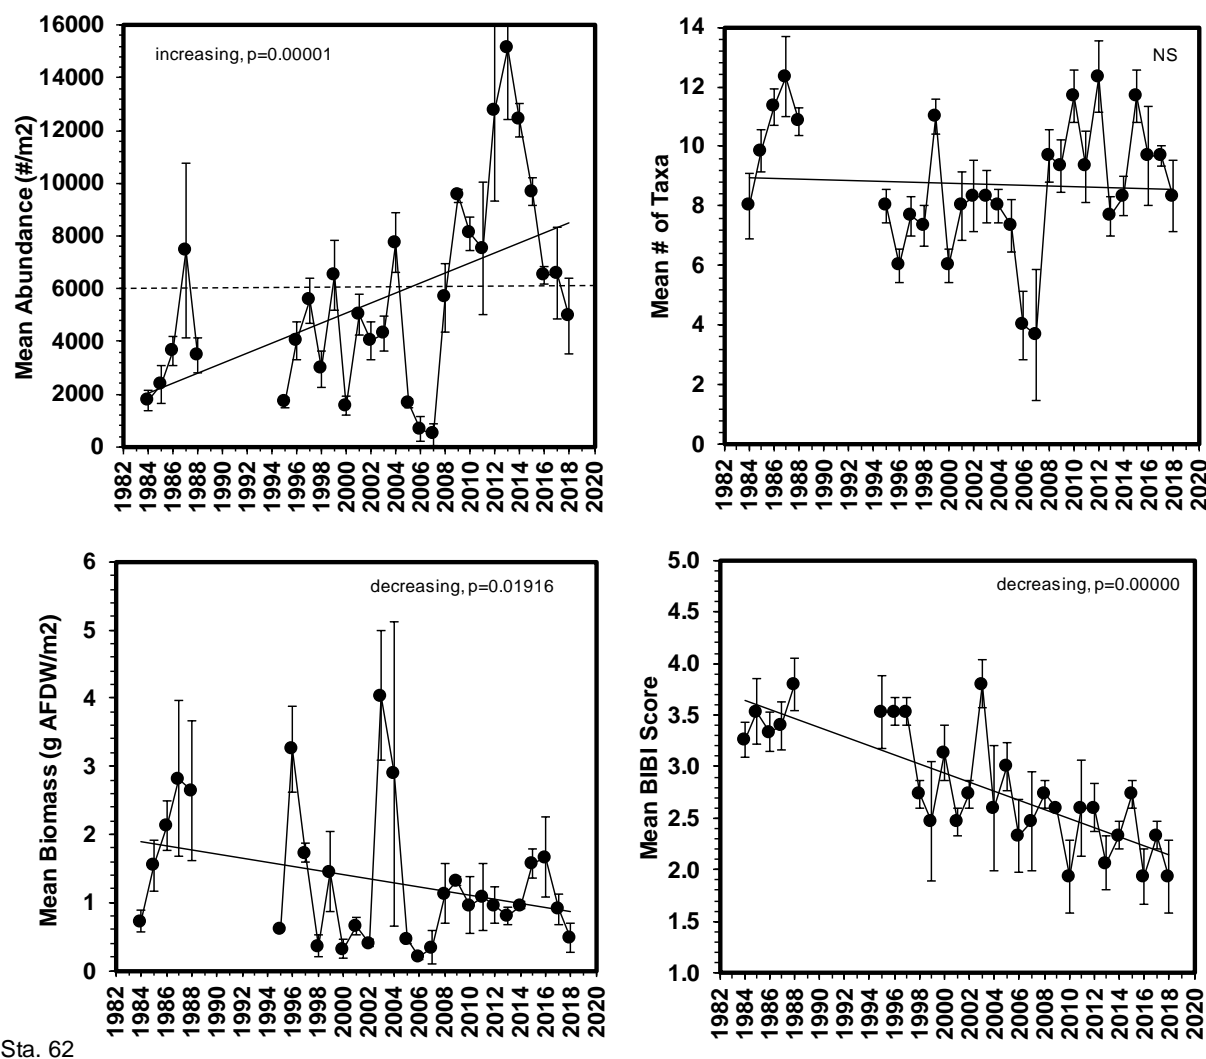 Mean Abundance (#/m2)
16000
14000
12000
10000
8000
6000
4000
2000
0
increasing, p=0.00001
1982 1984 1986 1988 1990 1992 1994 1996 1998 2000 2002 2004 2006 2008 2010 2012 2014 2016 2018 2020
Mean # of Taxa
14
12
10
8
6
4
2
0
NS
1982 1984 1986 1988 1990 1992 1994 1996 1998 2000 2002 2004 2006 2008 2010 2012 2014 2016 2018 2020
Mean Biomass (g AFDW/m2)
6
5
4
3
2
1
0
decreasing, p=0.01916
1982 1984 1986 1988 1990 1992 1994 1996 1998 2000 2002 2004 2006 2008 2010 2012 2014 2016 2018 2020
Mean BIBI Score
5.0
4.5
4.0
3.5
3.0
2.5
2.0
1.5
1.0
decreasing, p=0.00000
1982 1984 1986 1988 1990 1992 1994 1996 1998 2000 2002 2004 2006 2008 2010 2012 2014 2016 2018 2020
Sta. 62